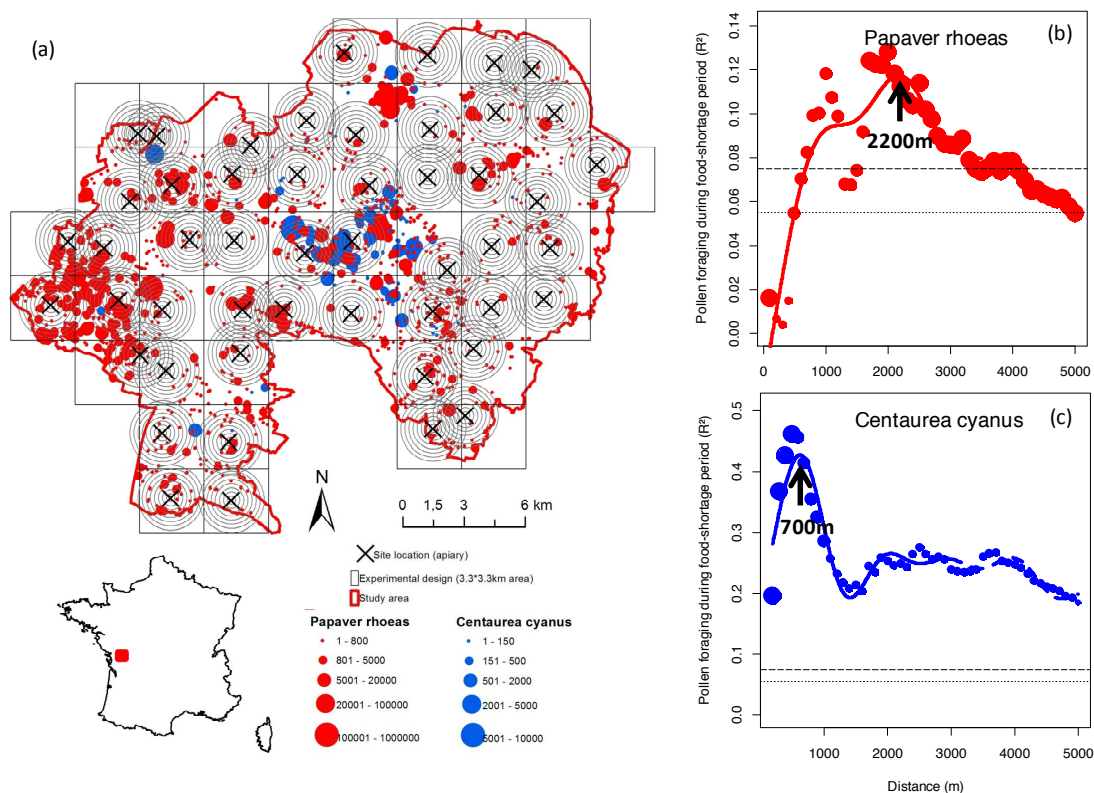 (a)
N
0 1,5 3 6 km
Site location (apiary)
Experimental design (3.3*3.3km area)
Study area
Papaver rhoeas
1 - 800
801 - 5000
5001 - 20000
20001 - 100000
100001 - 1000000
Centaurea cyanus
1 - 150
151 - 500
501 - 2000
2001 - 5000
5001 - 10000
Pollen foraging during food-shortage period (R²)
0.14
0.12
0.10
0.08
0.06
0.04
0.02
0.00
Papaver rhoeas
(b)
2200m
0 1000 2000 3000 4000 5000
Pollen foraging during food-shortage period (R²)
0.5
0.4
0.3
0.2
0.1
0.0
Centaurea cyanus
(c)
700m
1000 2000 3000 4000 5000
Distance (m)